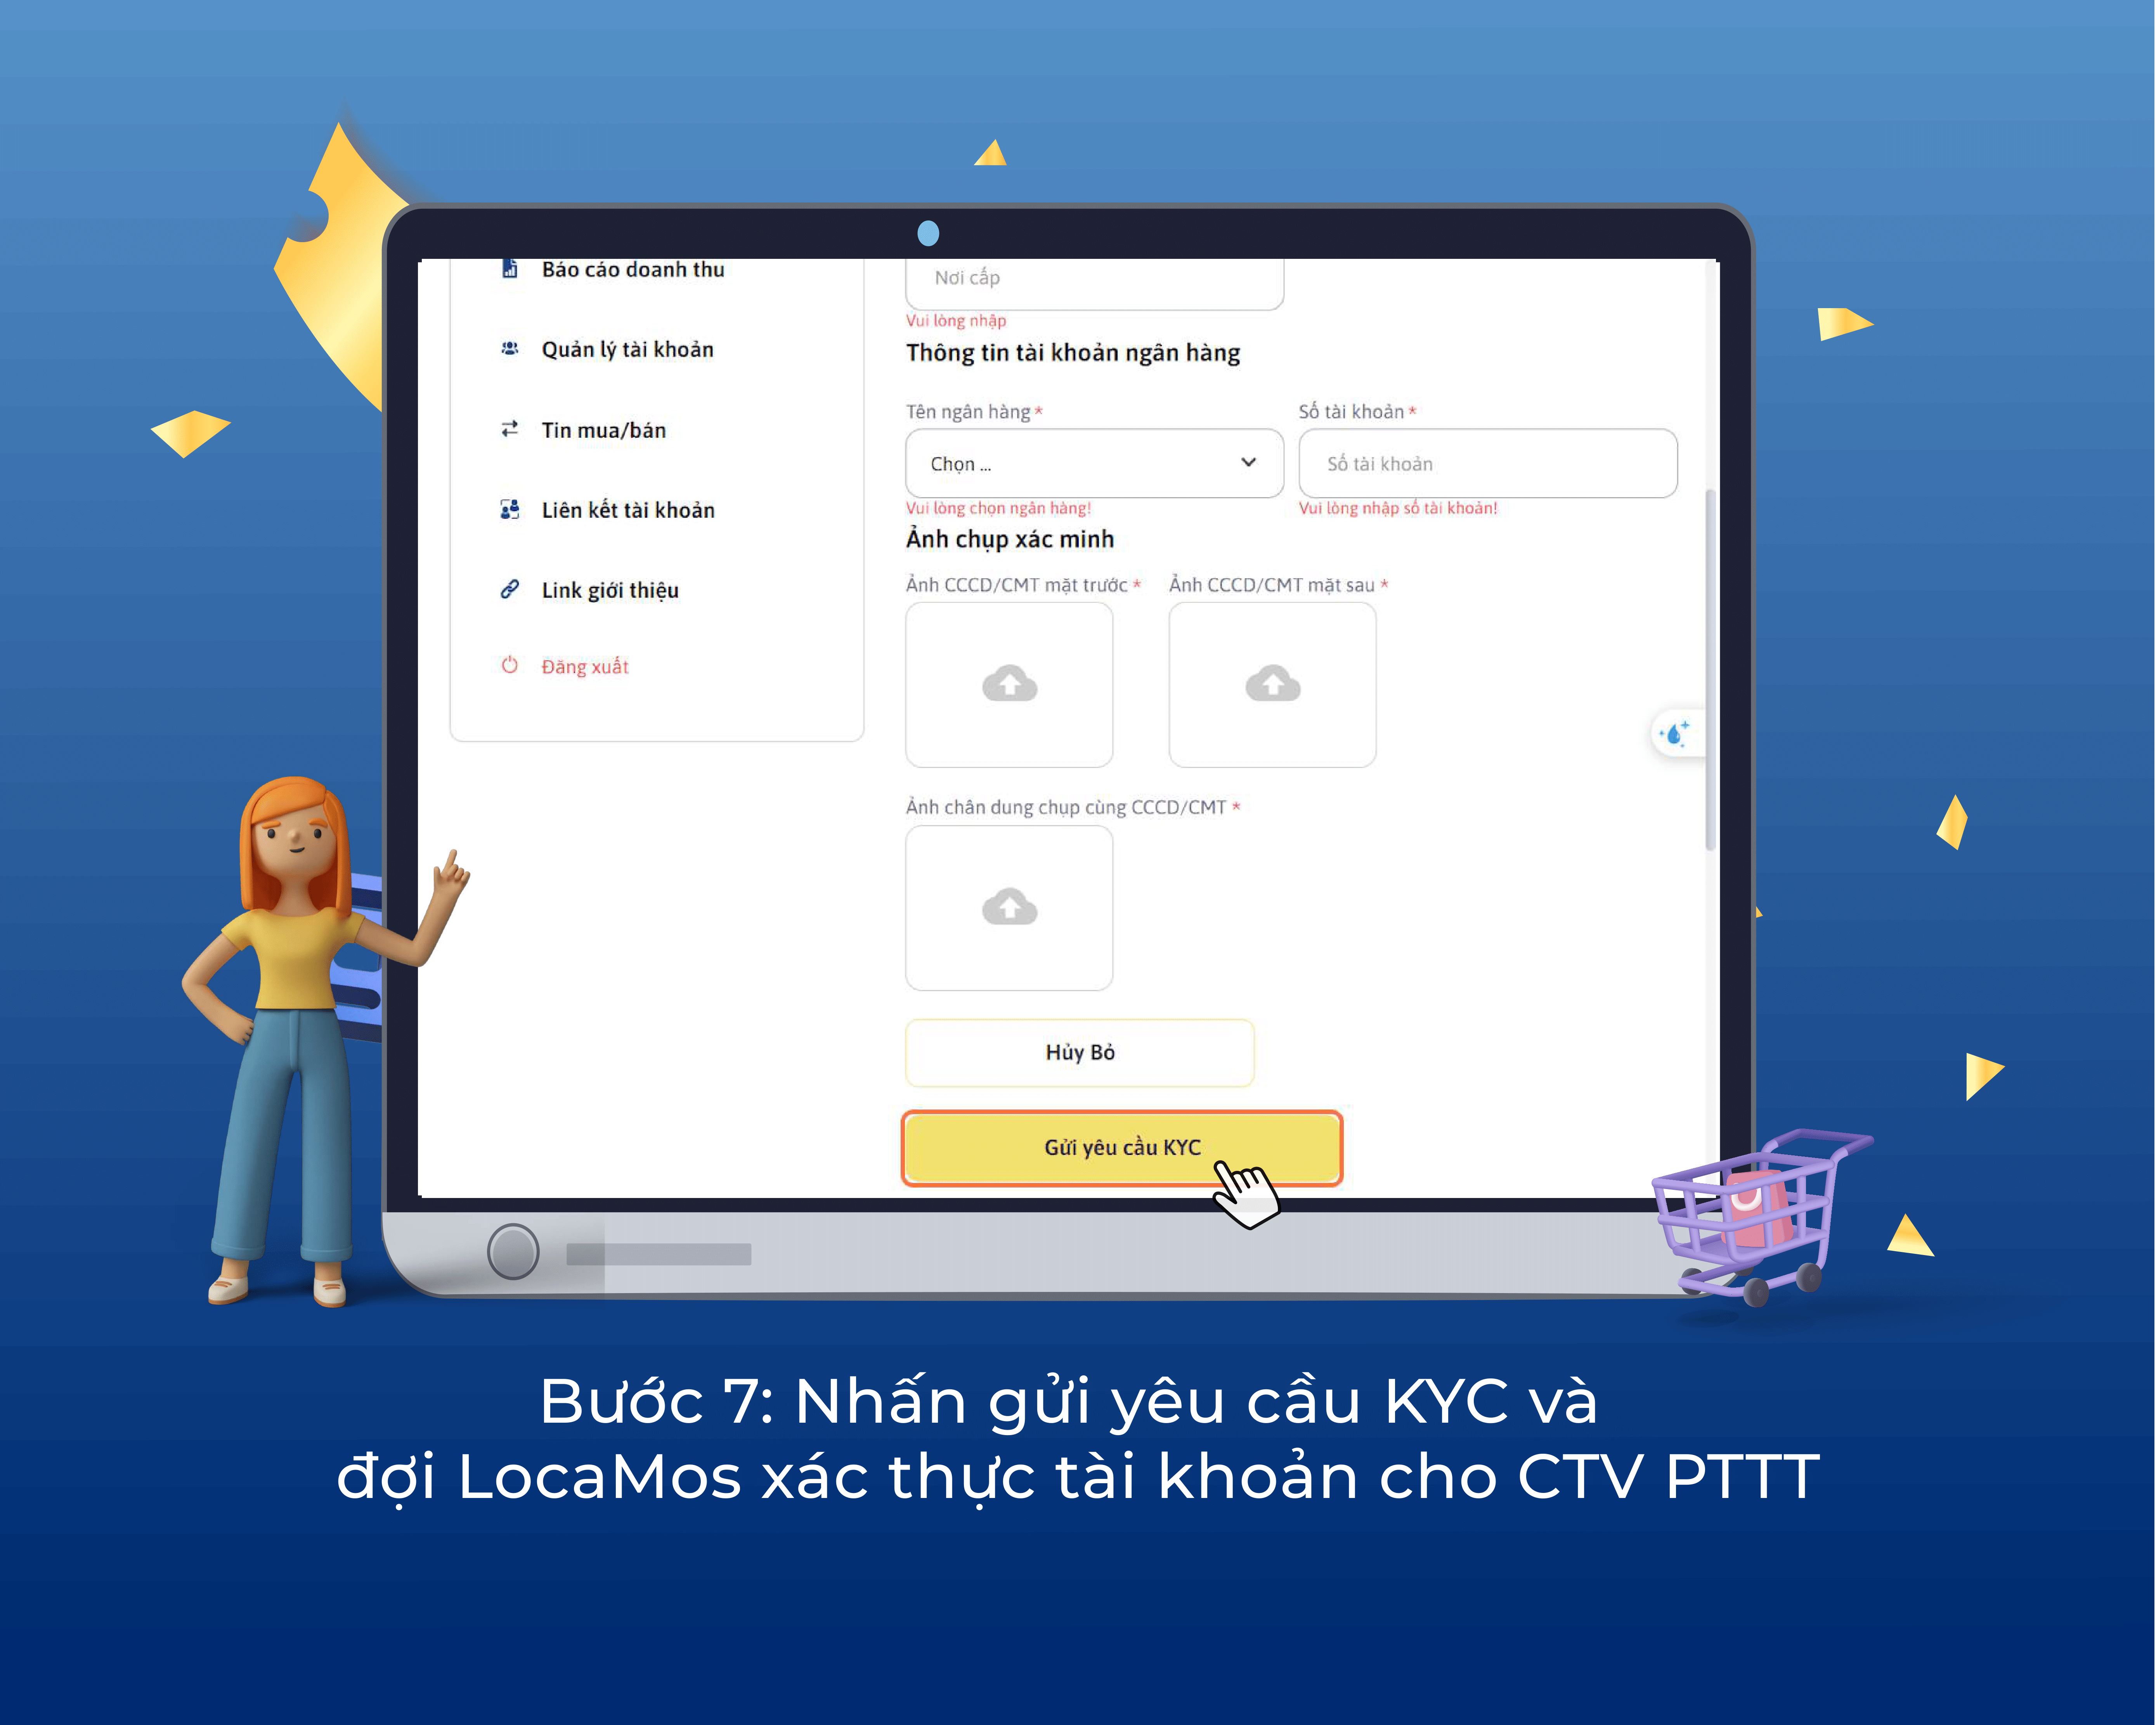 Báo cáo doanh thu
Quản lý tài khoản
Tin mua/bán
Liên kết tài khoản
Link giới thiệu
Đăng xuất
Nơi cấp
Vui lòng nhập
Thông tin tài khoản ngân hàng
Tên ngân hàng * Số tài khoản *
Chọn ... Số tài khoản
Vui lòng chọn ngân hàng! Vui lòng nhập số tài khoản!
Ảnh chụp xác minh
Ảnh CCCD/CMT mặt trước * Ảnh CCCD/CMT mặt sau *
Ảnh chân dung chụp cùng CCCD/CMT *
Hủy Bỏ
Gửi yêu cầu KYC
Bước 7: Nhấn gửi yêu cầu KYC và
đợi LocaMos xác thực tài khoản cho CTV PTTT